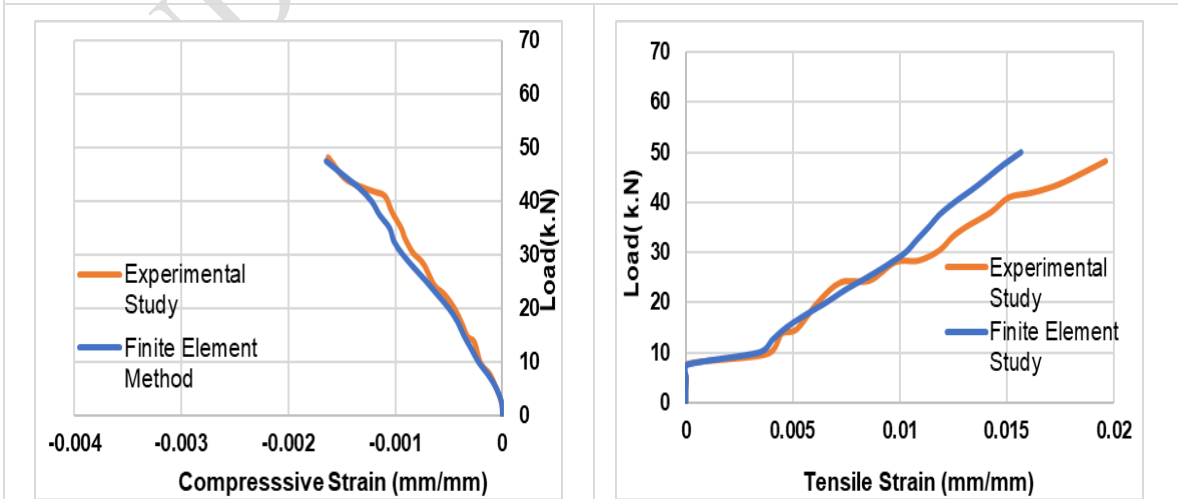 70
60
50
40
30
20
10
0
Load(k.N)
-0.004 -0.003 -0.002 -0.001 0
Compresssive Strain (mm/mm)
Experimental
Study
Finite Element
Method
70
60
50
40
30
20
10
0
Load( k.N)
0 0.005 0.01 0.015 0.02
Tensile Strain (mm/mm)
Experimental
Study
Finite Element
Study